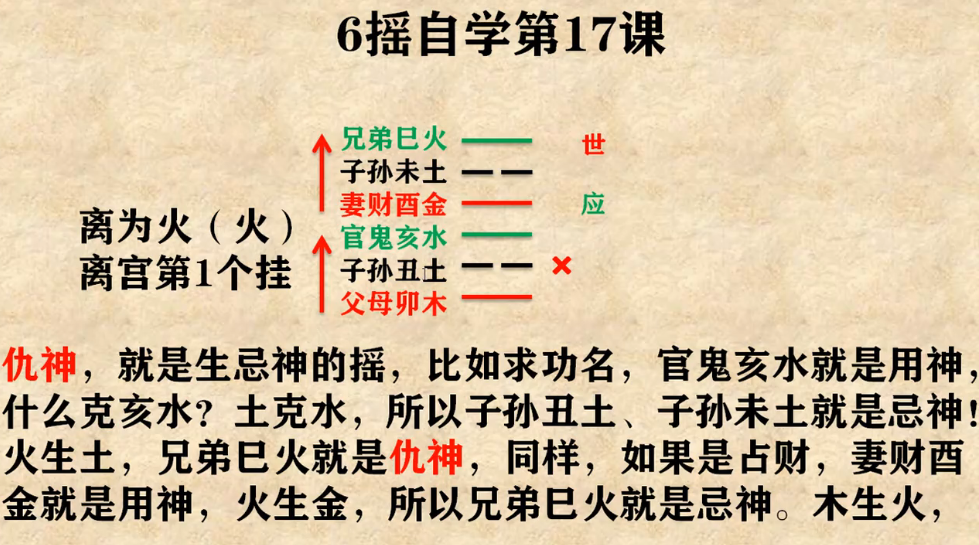 6摇自学第17课
兄弟巳火 世
子孙未土
妻财酉金 应
官鬼亥水
子孙丑土 ×
父母卯木
离为火（火）
离宫第1个挂
仇神，就是生忌神的摇，比如求功名，官鬼亥水就是用神，
什么克亥水？土克水，所以子孙丑土、子孙未土就是忌神！
火生土，兄弟巳火就是仇神，同样，如果是占财，妻财酉
金就是用神，火生金，所以兄弟巳火就是忌神。木生火，